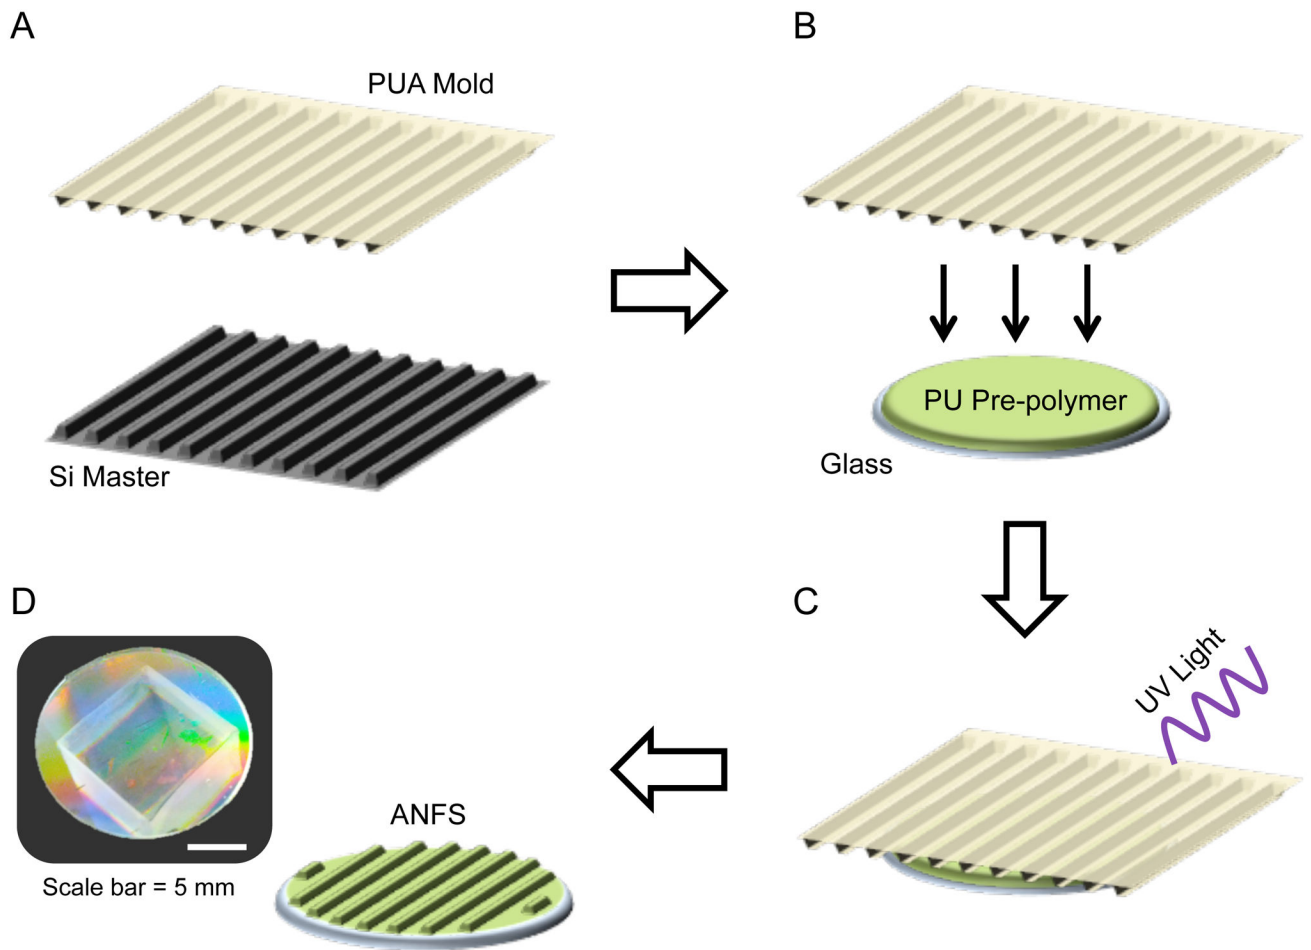 A
PUA Mold
Si Master
B
PU Pre-polymer
Glass
C
UV Light
D
ANFS
Scale bar = 5 mm